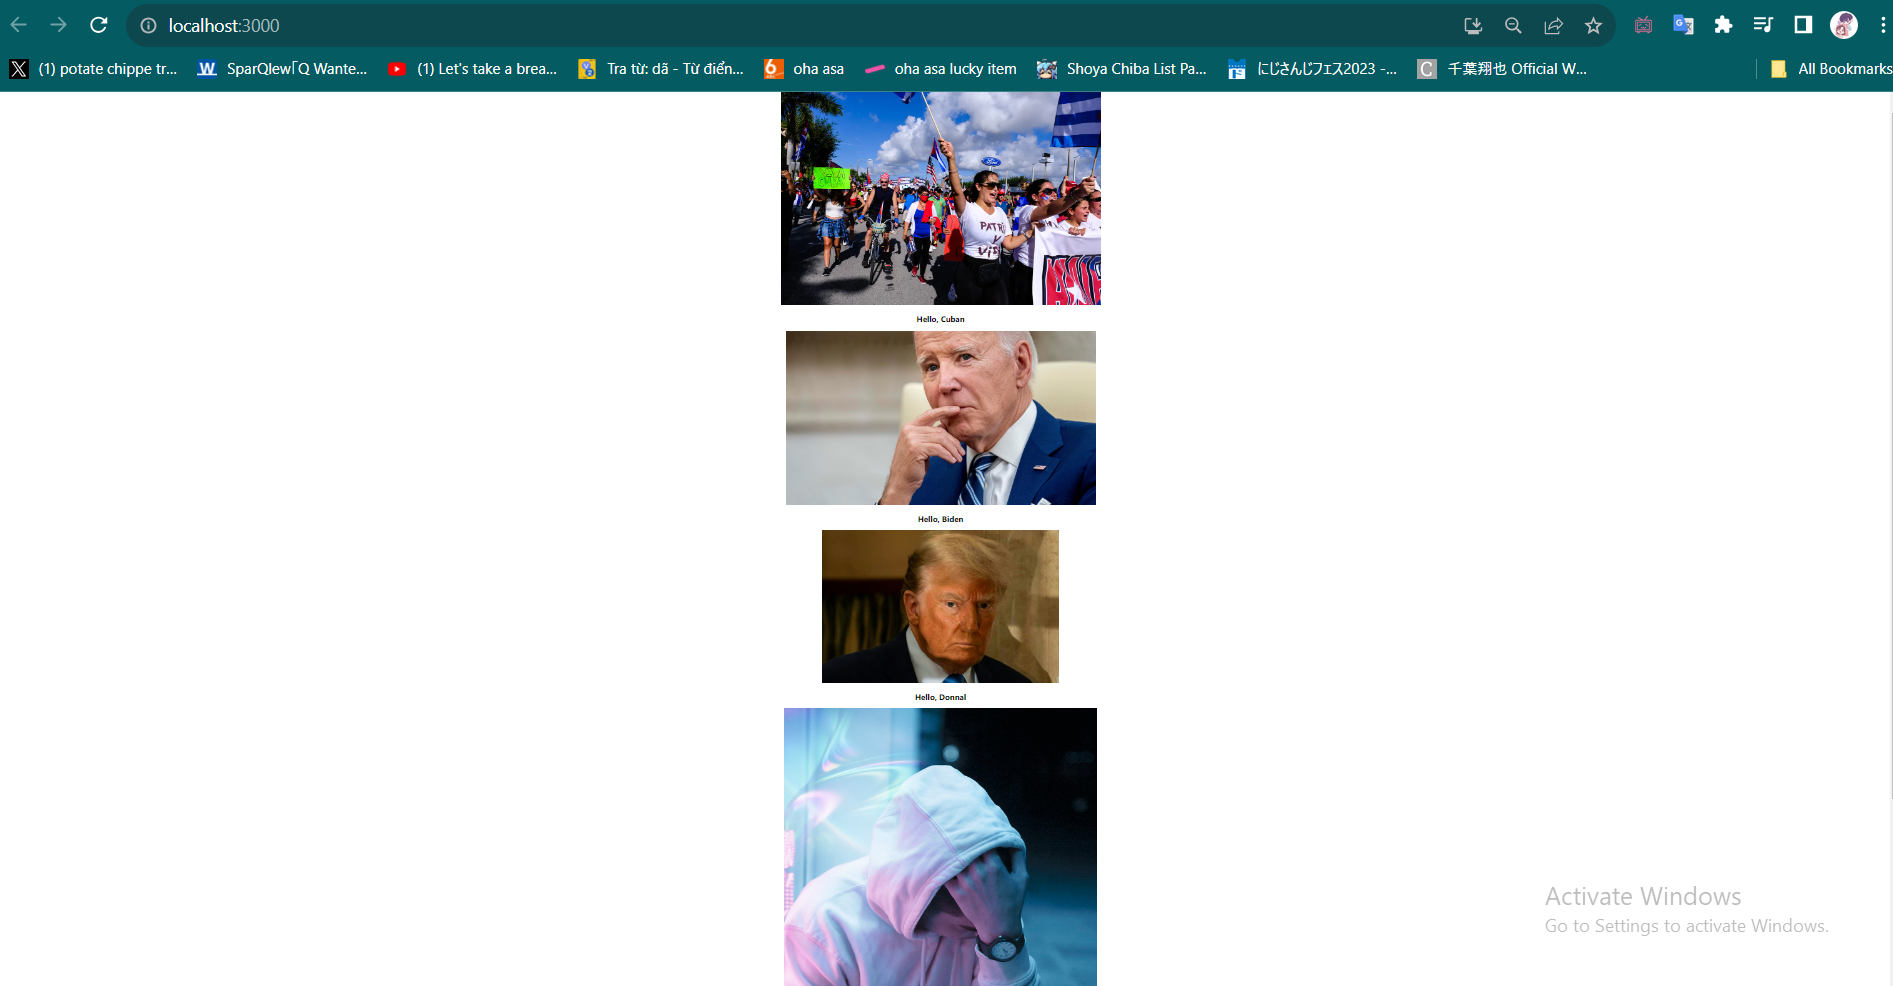 localhost:3000
(1) potate chippe tr...
SparQlew「Q Wante...
(1) Let's take a brea...
Tra từ: dã - Từ điển...
oha asa
oha asa lucky item
Shoya Chiba List Pa...
にじさんじフェス2023 -...
千葉翔也 Official W...
All Bookmarks
Ford
PATRI
Y
VIDA
Hello, Cuban
Hello, Biden
Hello, Donnal
Activate Windows
Go to Settings to activate Windows.